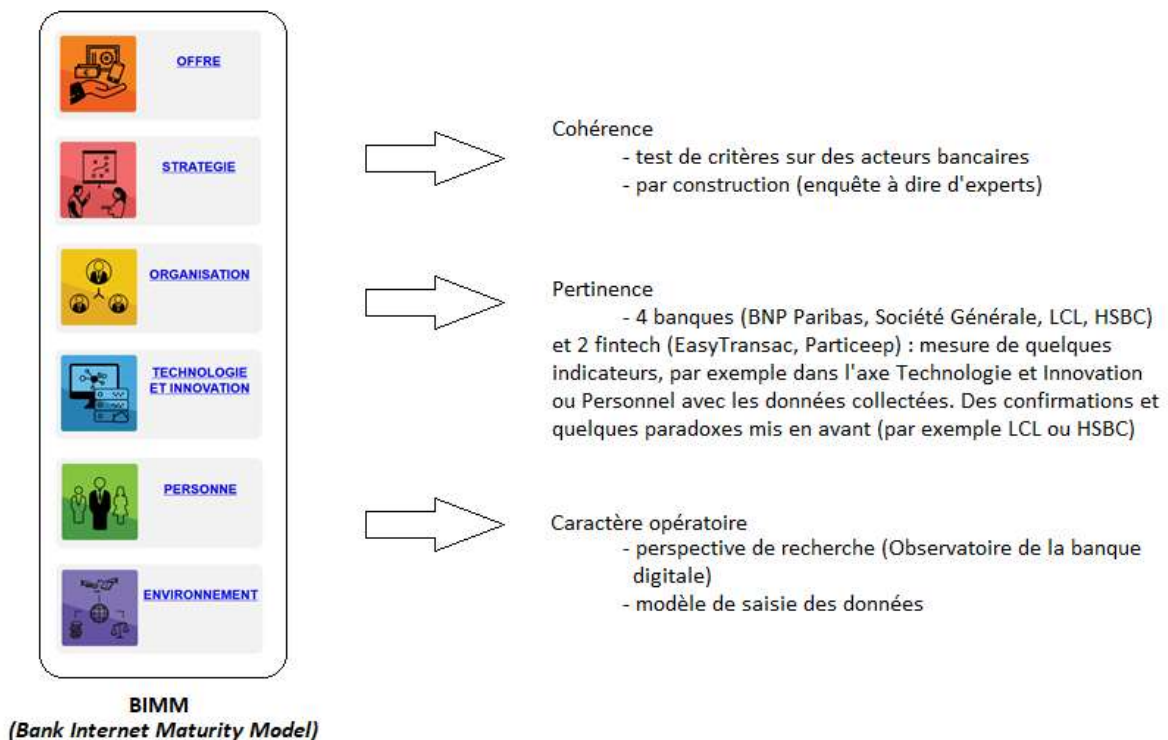 OFFRE
STRATEGIE
ORGANISATION
TECHNOLOGIE
ET INNOVATION
PERSONNE
ENVIRONNEMENT
BIMM
(Bank Internet Maturity Model)
Cohérence
- test de critères sur des acteurs bancaires
- par construction (enquête à dire d'experts)
Pertinence
- 4 banques (BNP Paribas, Société Générale, LCL, HSBC)
et 2 fintech (EasyTransac, Particeep) : mesure de quelques
indicateurs, par exemple dans l'axe Technologie et Innovation
ou Personnel avec les données collectées. Des confirmations et
quelques paradoxes mis en avant (par exemple LCL ou HSBC)
Caractère opératoire
- perspective de recherche (Observatoire de la banque
digitale)
- modèle de saisie des données